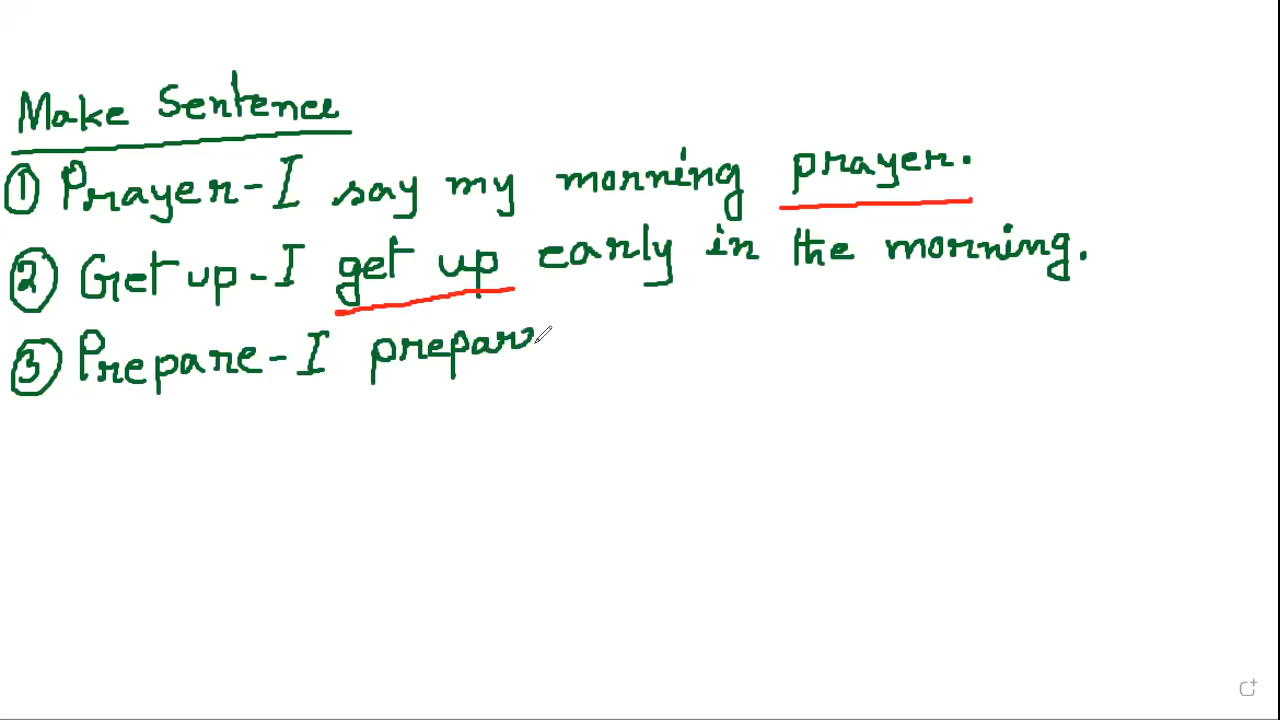 Make Sentence
① Prayer-I say my morning prayer.
② Get up-I get up early in the morning.
③ Prepare-I prepar